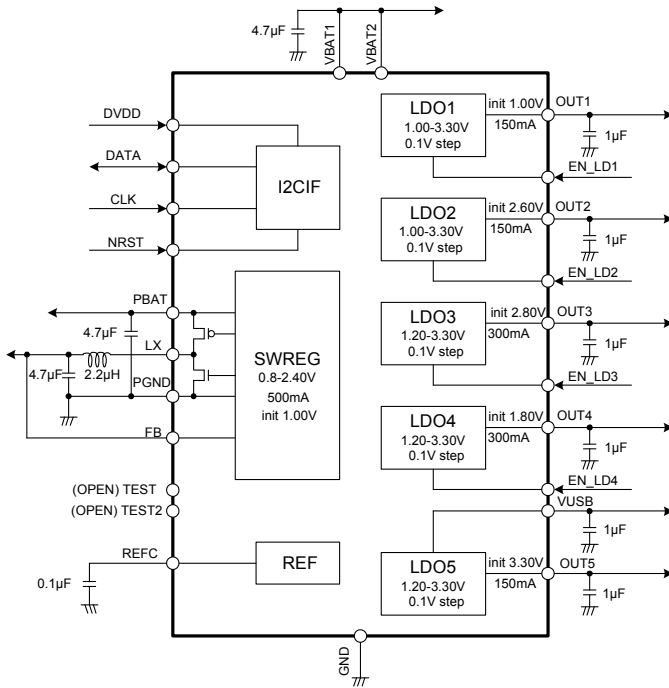 4.7μF
VBAT1
VBAT2
DVDD
DATA
CLK
NRST
I2CIF
PBAT
4.7μF
LX
4.7μF
2.2μH
PGND
FB
SWREG
0.8-2.40V
500mA
init 1.00V
(OPEN) TEST
(OPEN) TEST2
REFC
0.1μF
REF
GND
LDO1
1.00-3.30V
0.1V step
init 1.00V
150mA
OUT1
1μF
EN_LD1
LDO2
1.00-3.30V
0.1V step
init 2.60V
150mA
OUT2
1μF
EN_LD2
LDO3
1.20-3.30V
0.1V step
init 2.80V
300mA
OUT3
1μF
EN_LD3
LDO4
1.20-3.30V
0.1V step
init 1.80V
300mA
OUT4
1μF
EN_LD4
VUSB
1μF
LDO5
1.20-3.30V
0.1V step
init 3.30V
150mA
OUT5
1μF